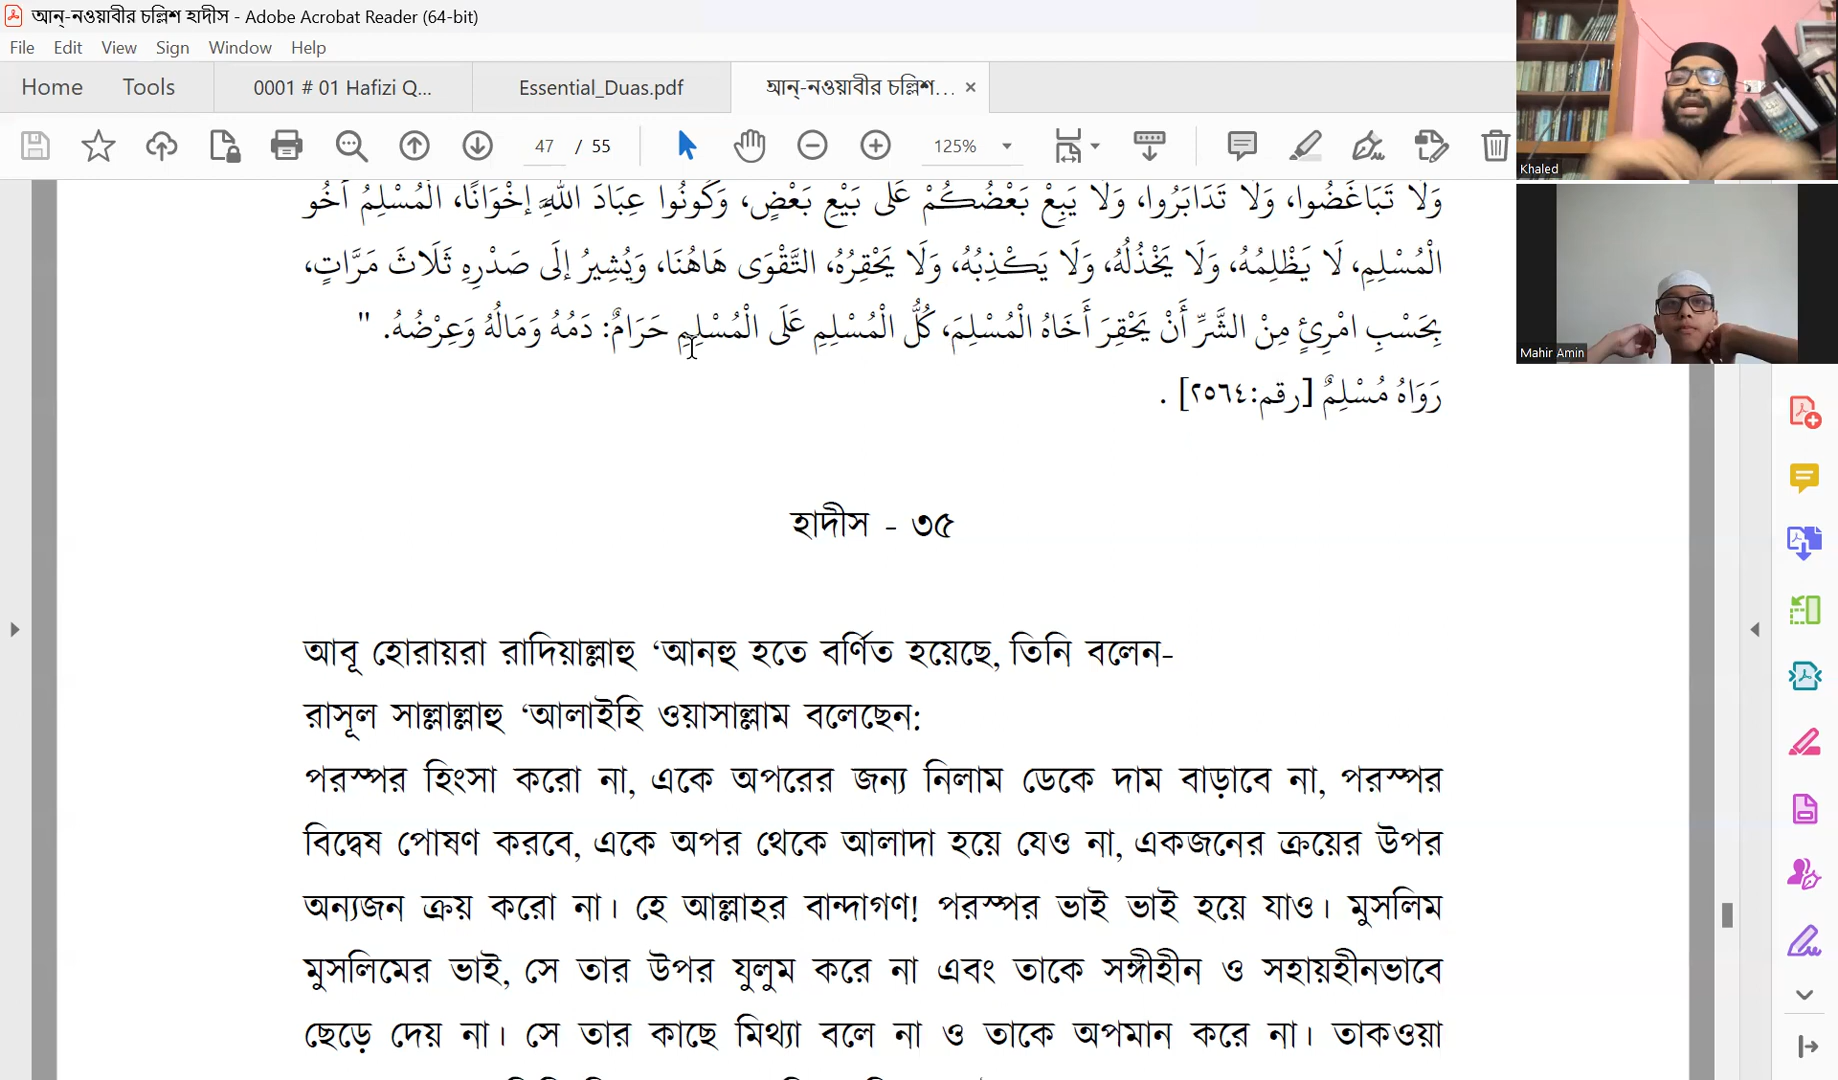 আন্-নওয়াবীর চল্লিশ হাদীস - Adobe Acrobat Reader (64-bit)
File Edit View Sign Window Help
Home Tools 0001 # 01 Hafizi Q... Essential_Duas.pdf আন্-নওয়াবীর চল্লিশ... ×
47 / 55 125%
Khaled
Mahir Amin
وَلَا تَبَاغَضُوا، وَلَا تَدَابَرُوا، وَلَا يَبِعْ بَعْضُكُمْ عَلَى بَيْعِ بَعْضٍ، وَكُونُوا عِبَادَ اللَّهِ إخْوَانًا، الْمُسْلِمُ أَخُو
الْمُسْلِمِ، لَا يَظْلِمُهُ، وَلَا يَخْذُلُهُ، وَلَا يَكْذِبُهُ، وَلَا يَحْقِرُهُ، التَّقْوَى هَاهُنَا، وَيُشِيرُ إلَى صَدْرِهِ ثَلَاثَ مَرَّاتٍ،
بِحَسْبِ امْرِئٍ مِنْ الشَّرِّ أَنْ يَحْقِرَ أَخَاهُ الْمُسْلِمَ، كُلُّ الْمُسْلِمِ عَلَى الْمُسْلِمِ حَرَامٌ: دَمُهُ وَمَالُهُ وَعِرْضُهُ. "
رَوَاهُ مُسْلِمٌ [رقم:٢٥٦٤] .
হাদীস - ৩৫
আবূ হোরায়রা রাদিয়াল্লাহু ‘আনহু হতে বর্ণিত হয়েছে, তিনি বলেন-
রাসূল সাল্লাল্লাহু ‘আলাইহি ওয়াসাল্লাম বলেছেন:
পরস্পর হিংসা করো না, একে অপরের জন্য নিলাম ডেকে দাম বাড়াবে না, পরস্পর
বিদ্বেষ পোষণ করবে, একে অপর থেকে আলাদা হয়ে যেও না, একজনের ক্রয়ের উপর
অন্যজন ক্রয় করো না। হে আল্লাহর বান্দাগণ! পরস্পর ভাই ভাই হয়ে যাও। মুসলিম
মুসলিমের ভাই, সে তার উপর যুলুম করে না এবং তাকে সঙ্গীহীন ও সহায়হীনভাবে
ছেড়ে দেয় না। সে তার কাছে মিথ্যা বলে না ও তাকে অপমান করে না। তাকওয়া